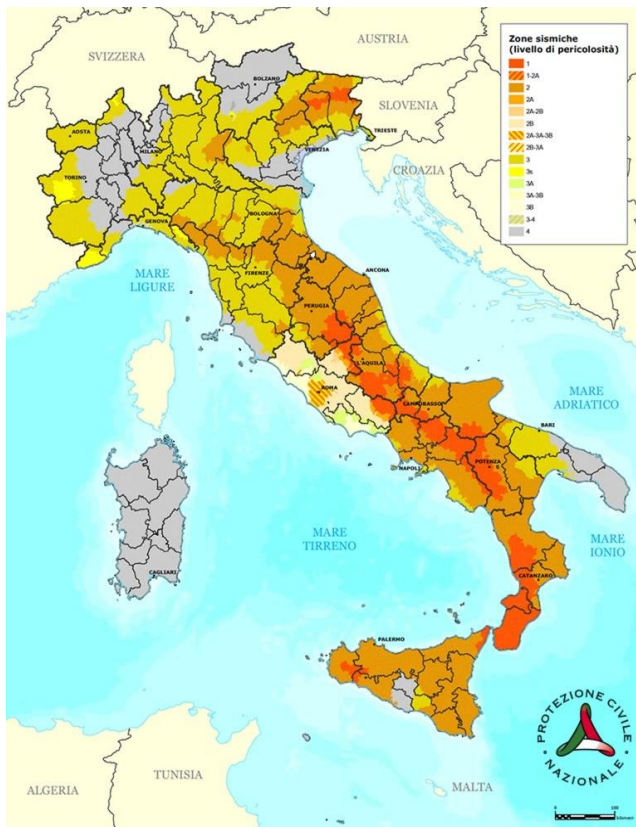 AUSTRIA
SVIZZERA
BOLZANO
SLOVENIA
AOSTA
TRIESTE
MILANO
VENEZIA
TORINO
CROAZIA
BOLOGNA
GENOVA
FIRENZE
ANCONA
MARE
LIGURE
PERUGIA
L'AQUILA
ROMA
CAMPOBASSO
MARE
ADRIATICO
BARI
NAPOLI
POTENZA
MARE
TIRRENO
MARE
IONIO
CAGLIARI
CATANZARO
PALERMO
ALGERIA
TUNISIA
MALTA
Zone sismiche
(livello di pericolosità)
1
1-2A
2
2A
2A-2B
2B
2A-3A-3B
2B-3A
3
3s
3A
3A-3B
3B
3-4
4
PROTEZIONE CIVILE
NAZIONALE
0 100